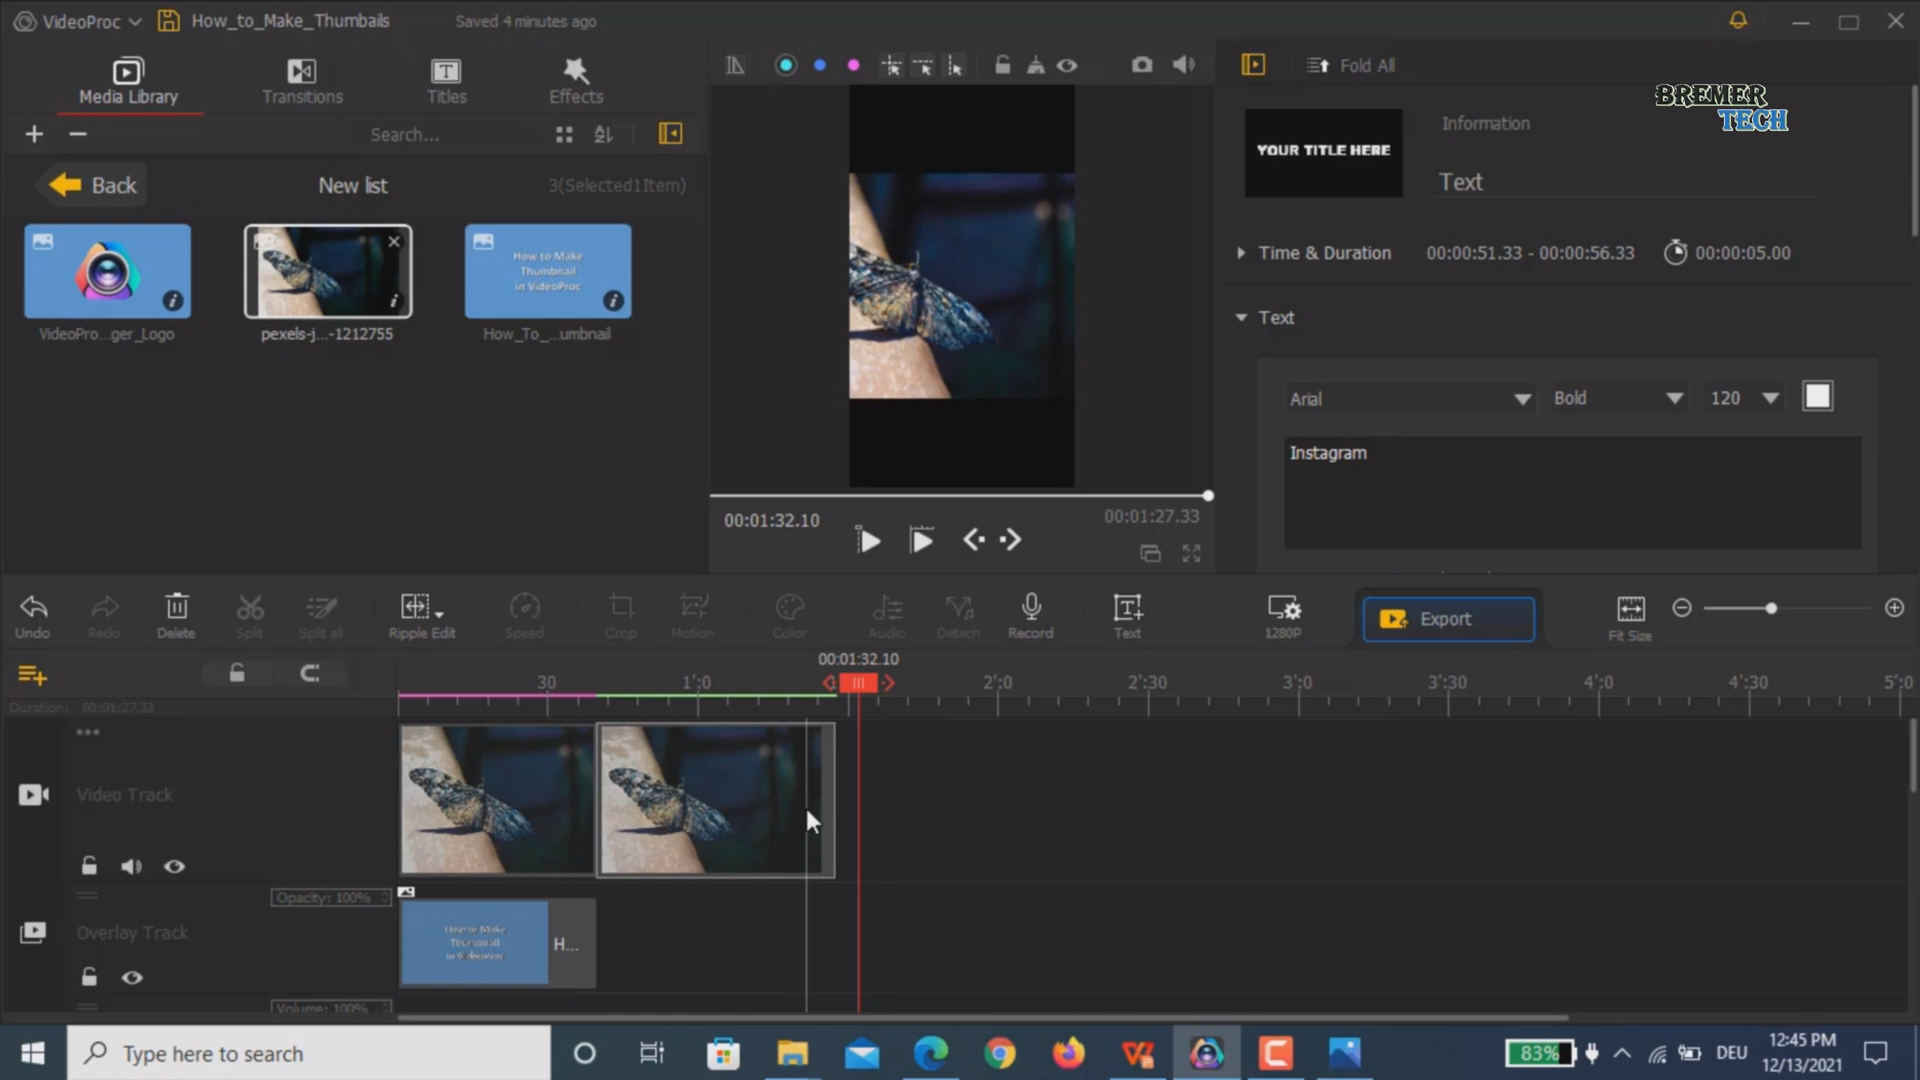 VideoProc
How_to_Make_Thumbails
Saved 4 minutes ago
Media Library
Transitions
Titles
Effects
Fold All
BREMER
TECH
Search...
Information
YOUR TITLE HERE
Text
Back
New list
3(Selected1Item)
Time & Duration
00:00:51.33 - 00:00:56.33
00:00:05.00
How to Make
Thumbnail
in VideoProc
VideoPro...ger_Logo
pexels-j...-1212755
How_To_...umbnail
Text
Arial
Bold
120
Instagram
00:01:32.10
00:01:27.33
Undo
Redo
Delete
Split
Split all
Ripple Edit
Speed
Crop
Motion
Color
Audio
Detach
Record
Text
1280P
Export
Fit Size
00:01:32.10
30
1':0
2':0
2':30
3':0
3':30
4':0
4':30
5':0
Duration: 00:01:27.33
Video Track
Opacity: 100%
Overlay Track
How to Make
Thumbnail
in VideoProc
H...
Volume: 100%
Type here to search
83%
DEU
12:45 PM
12/13/2021